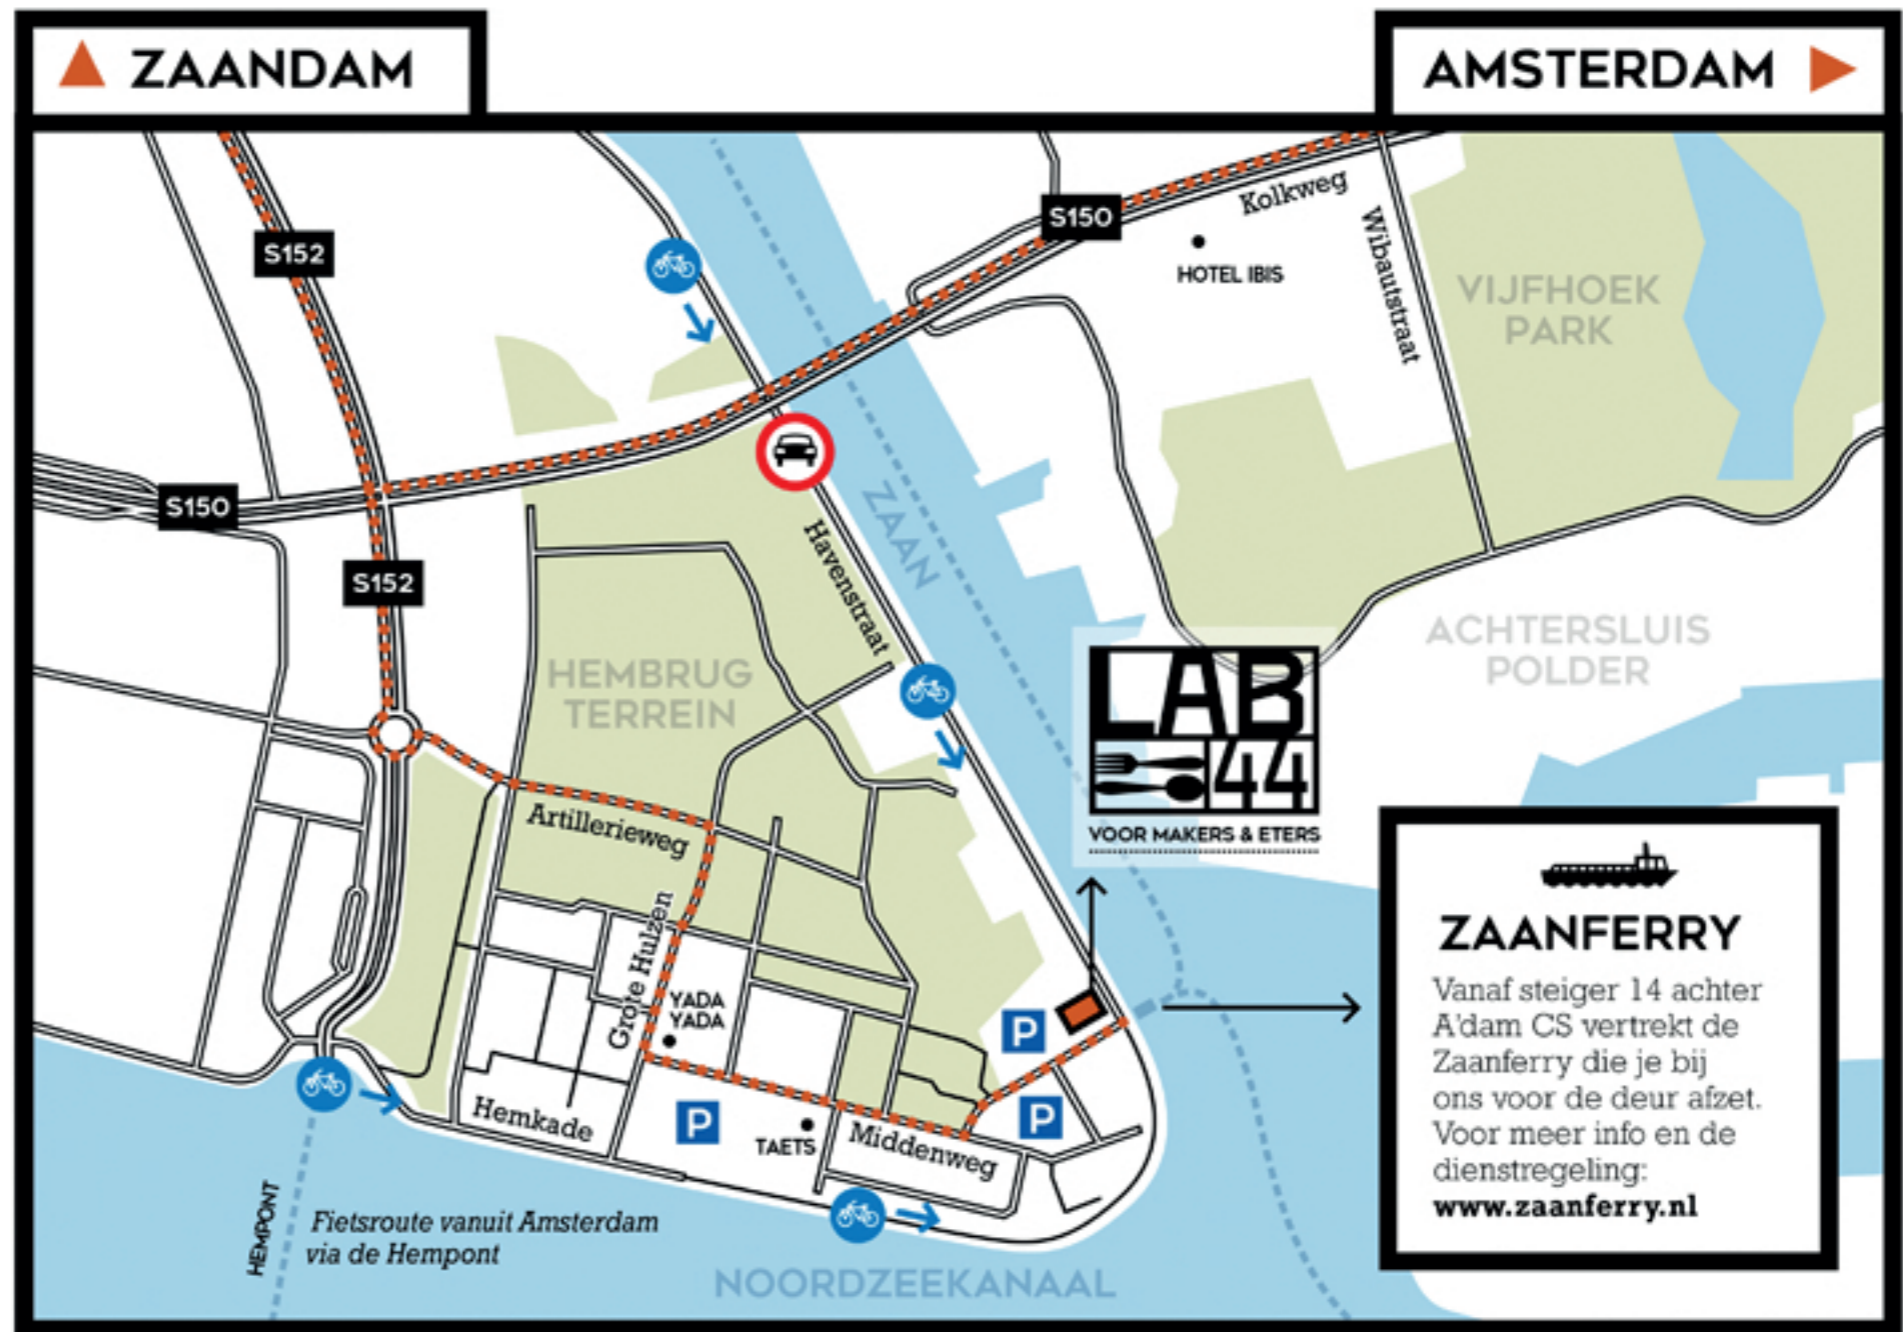 ZAANDAM
AMSTERDAM
S152
S150
Kolkweg
HOTEL IBIS
Wibautstraat
VIJFHOEK
PARK
S150
S152
ZAAN
Havenstraat
HEMBRUG
TERREIN
ACHTERSLUIS
POLDER
LAB
44
VOOR MAKERS & ETERS
Artillerieweg
Grote Hulzen
YADA
YADA
P
P
P
TAETS
Hemkade
Middenweg
HEMPONT
Fietsroute vanuit Amsterdam
via de Hempont
NOORDZEEKANAAL
ZAANFERRY
Vanaf steiger 14 achter
A'dam CS vertrekt de
Zaanferry die je bij
ons voor de deur afzet.
Voor meer info en de
dienstregeling:
www.zaanferry.nl